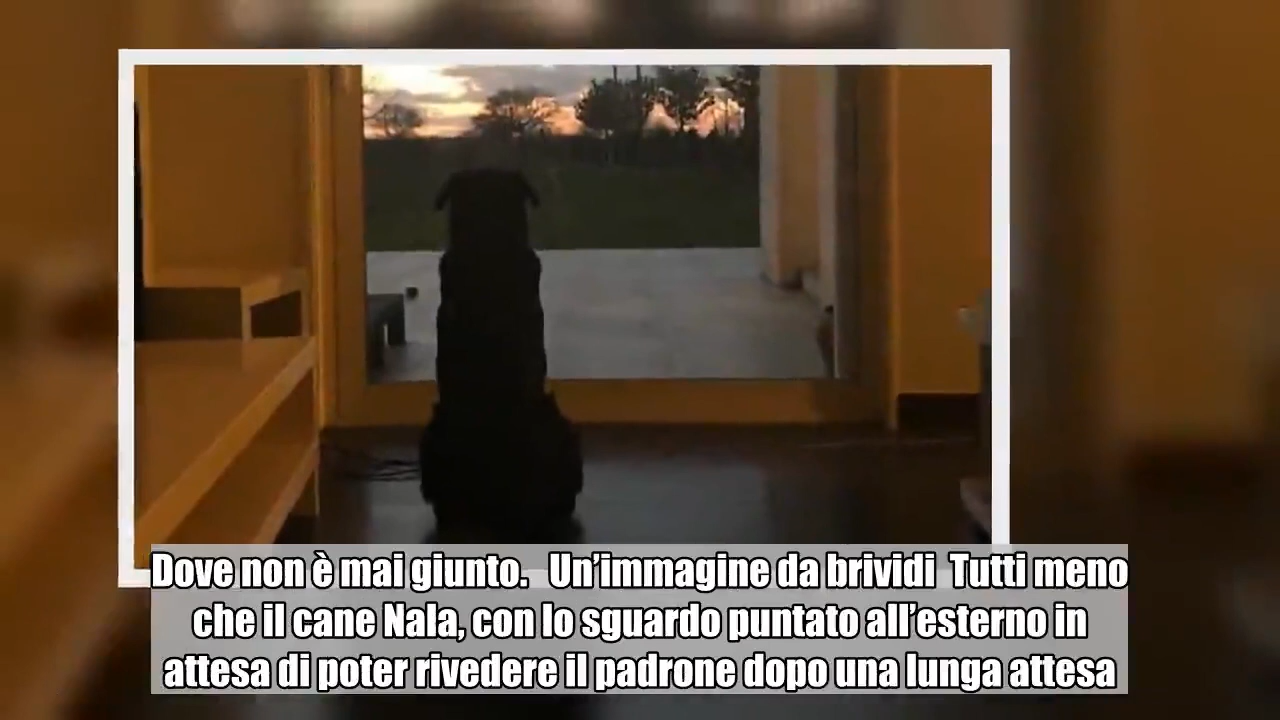 Dove non è mai giunto. Un'immagine da brividi Tutti meno
che il cane Nala, con lo sguardo puntato all'esterno in
attesa di poter rivedere il padrone dopo una lunga attesa